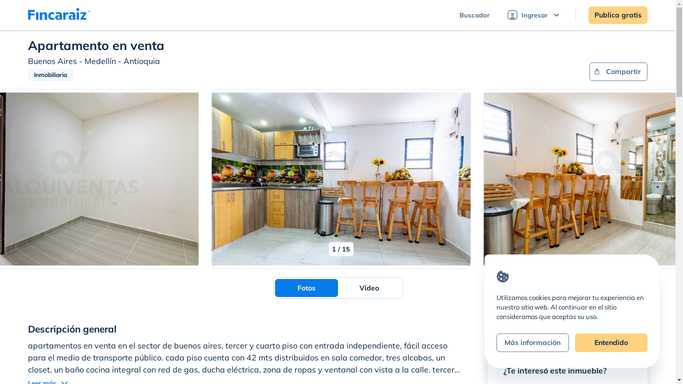 Fincaraiz
Buscador
Ingresar
Publica gratis
Apartamento en venta
Buenos Aires - Medellín - Antioquia
Inmobiliaria
Compartir
1 / 15
Fotos
Video
Descripción general
apartamentos en venta en el sector de buenos aires, tercer y cuarto piso con entrada independiente, fácil acceso
para el medio de transporte público. cada piso cuenta con 42 mts distribuidos en sala comedor, tres alcobas, un
closet, un baño cocina integral con red de gas, ducha eléctrica, zona de ropas y ventanal con vista a la calle. tercer...
Leer más
Utilizamos cookies para mejorar tu experiencia en
nuestro sitio web. Al continuar en el sitio
consideramos que aceptas su uso.
Más información
Entendido
¿Te interesó este inmueble?